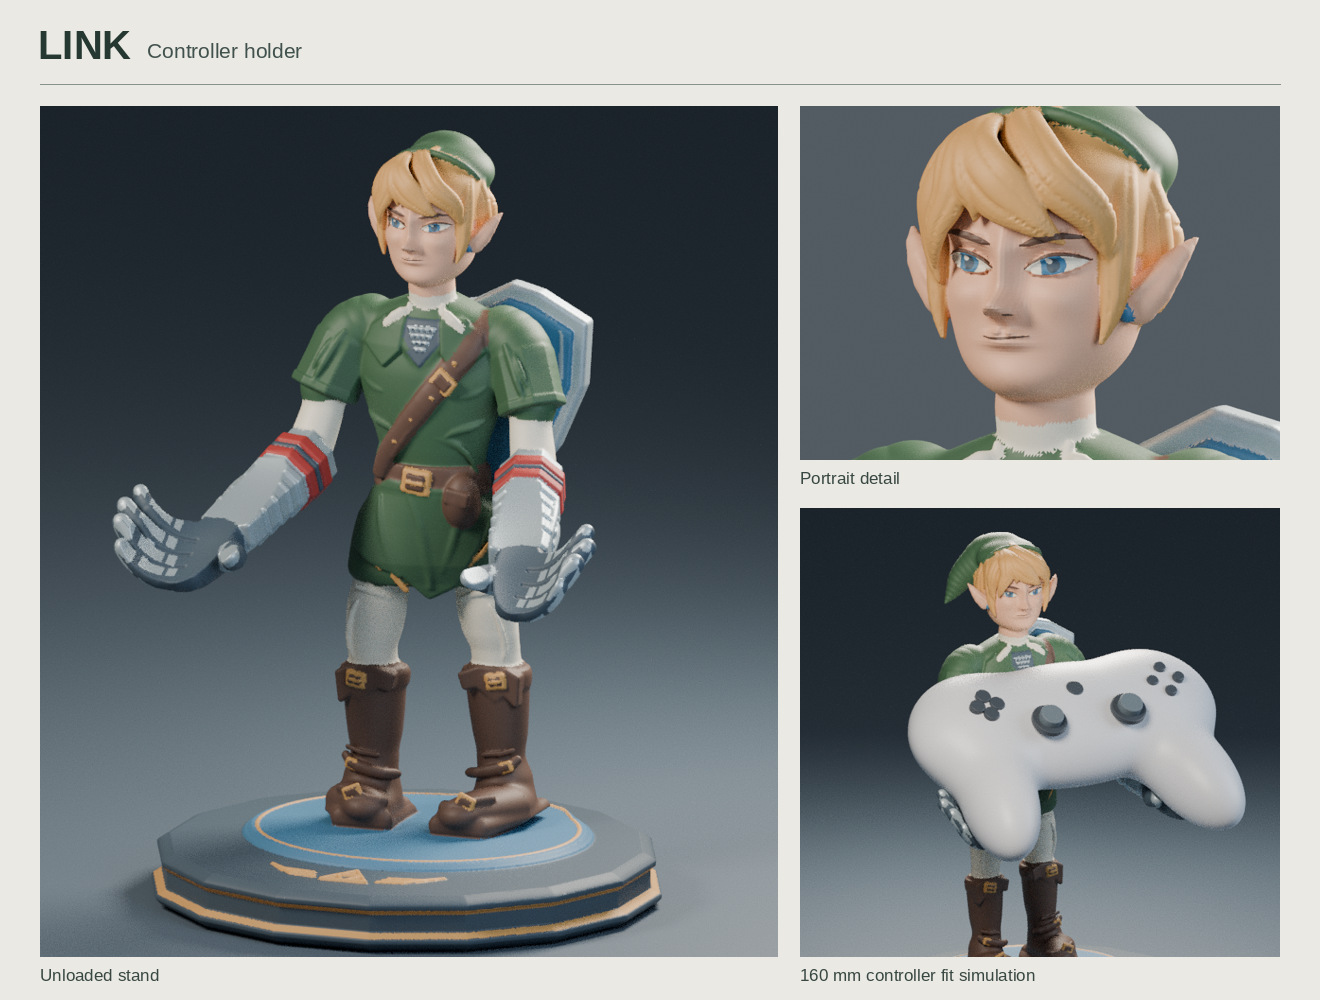 LINK Controller holder
Portrait detail
Unloaded stand
160 mm controller fit simulation